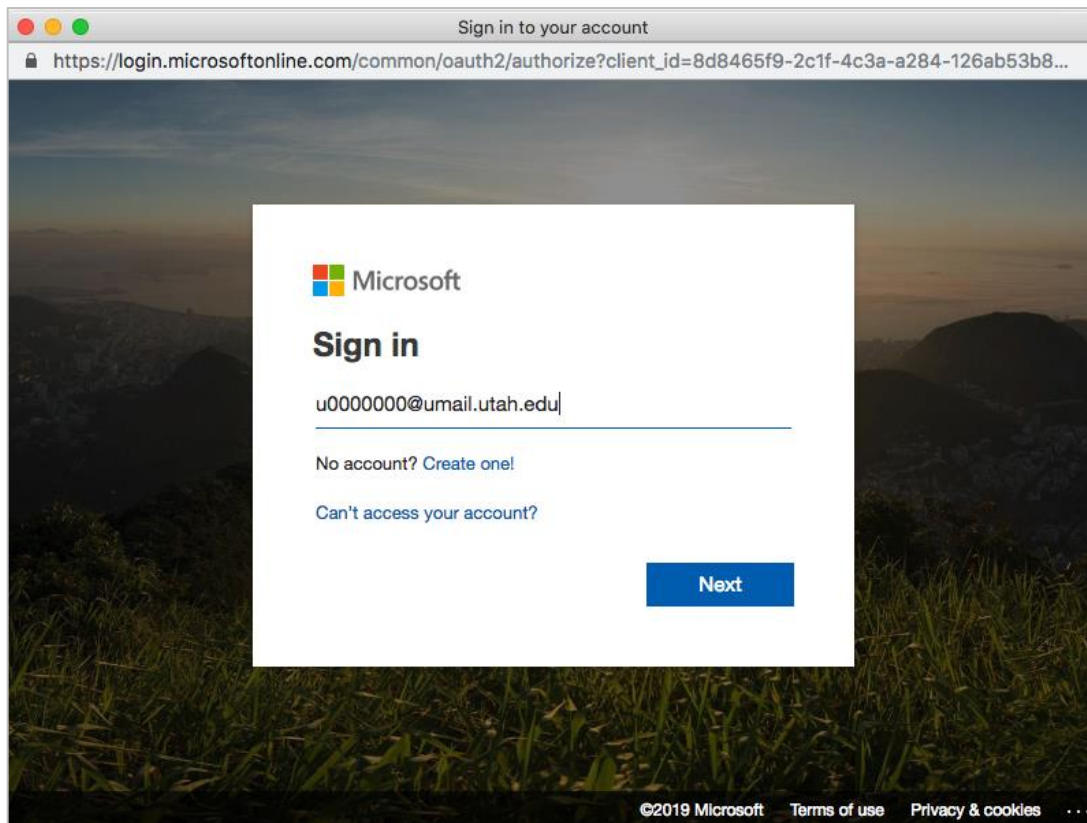 Sign in to your account
https://login.microsoftonline.com/common/oauth2/authorize?client_id=8d8465f9-2c1f-4c3a-a284-126ab53b8...
Microsoft
Sign in
u0000000@umail.utah.edu
No account? Create one!
Can't access your account?
Next
©2019 Microsoft Terms of use Privacy & cookies ...